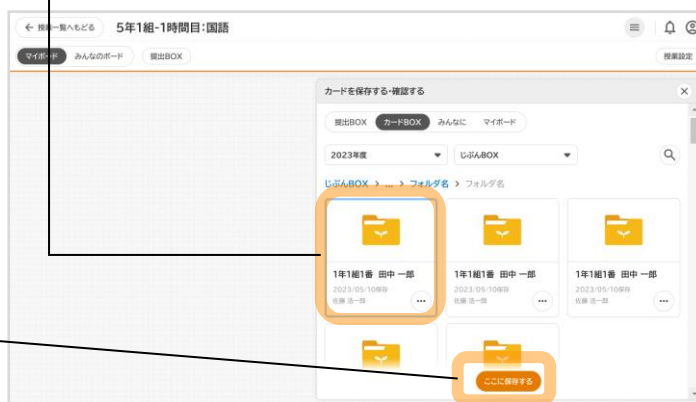 ← 授業一覧へもどる 5年1組-1時間目:国語
マイボード みんなのボード 提出BOX 授業設定
カードを保存する・確認する ×
提出BOX カードBOX みんなに マイボード
2023年度 じぶんBOX
じぶんBOX > ... > フォルダ名 > フォルダ名
1年1組1番 田中 一郎 1年1組1番 田中 一郎 1年1組1番 田中 一郎
2023/05/10保存 2023/05/10保存 2023/05/10保存
佐藤 浩一郎 佐藤 浩一郎 佐藤 浩一郎
ここに保存する